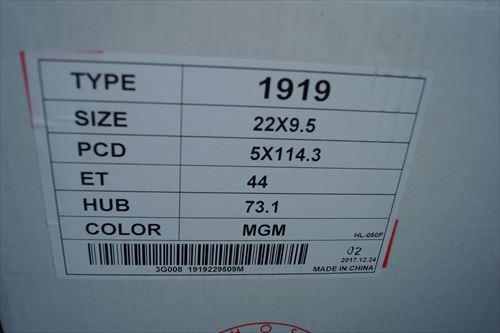 TYPE 1919
SIZE 22X9.5
PCD 5X114.3
ET 44
HUB 73.1
COLOR MGM
HL-050F
02
2017.12.24
3G008 1919229509M MADE IN CHINA